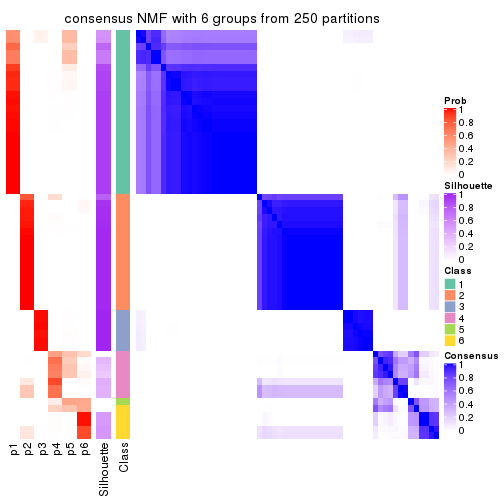 consensus NMF with 6 groups from 250 partitions
Prob
1
0.8
0.6
0.4
0.2
0
Silhouette
1
0.8
0.6
0.4
0.2
0
Class
1
2
3
4
5
6
Consensus
1
0.8
0.6
0.4
0.2
0
p1
p2
p3
p4
p5
p6
Silhouette
Class